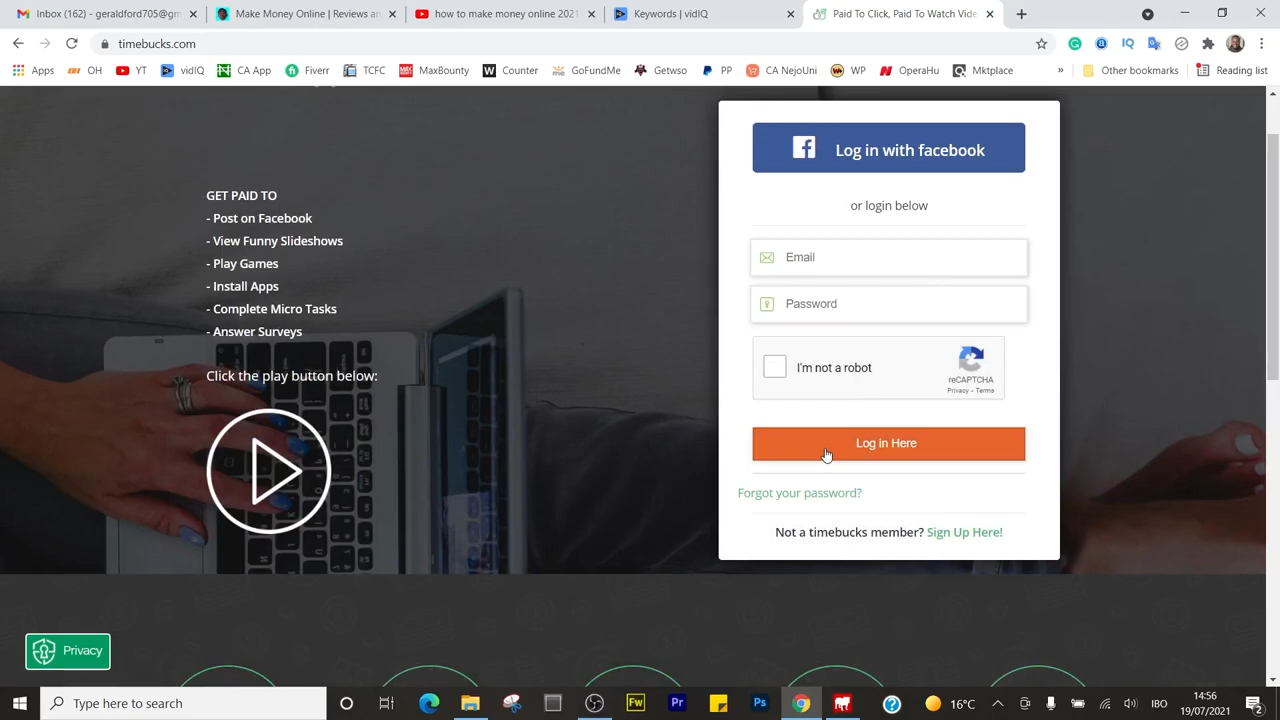 Inbox (162) - geraldford705@gm
Make Money Online | Reviews an
how to make money online 2021
Keywords | vidIQ
Paid To Click, Paid To Watch Vide
timebucks.com
Apps
OH
YT
vidIQ
CA App
Fiverr
TCFC
MaxBounty
Counter
GoFundMe
Getwso
PP
CA NejoUni
WP
OperaHu
Mktplace
»
Other bookmarks
Reading list
Log in with facebook
or login below
Email
Password
I'm not a robot
reCAPTCHA
Privacy - Terms
Log in Here
Forgot your password?
Not a timebucks member? Sign Up Here!
GET PAID TO
- Post on Facebook
- View Funny Slideshows
- Play Games
- Install Apps
- Complete Micro Tasks
- Answer Surveys
Click the play button below:
Privacy
Type here to search
16°C
IBO
14:56
19/07/2021